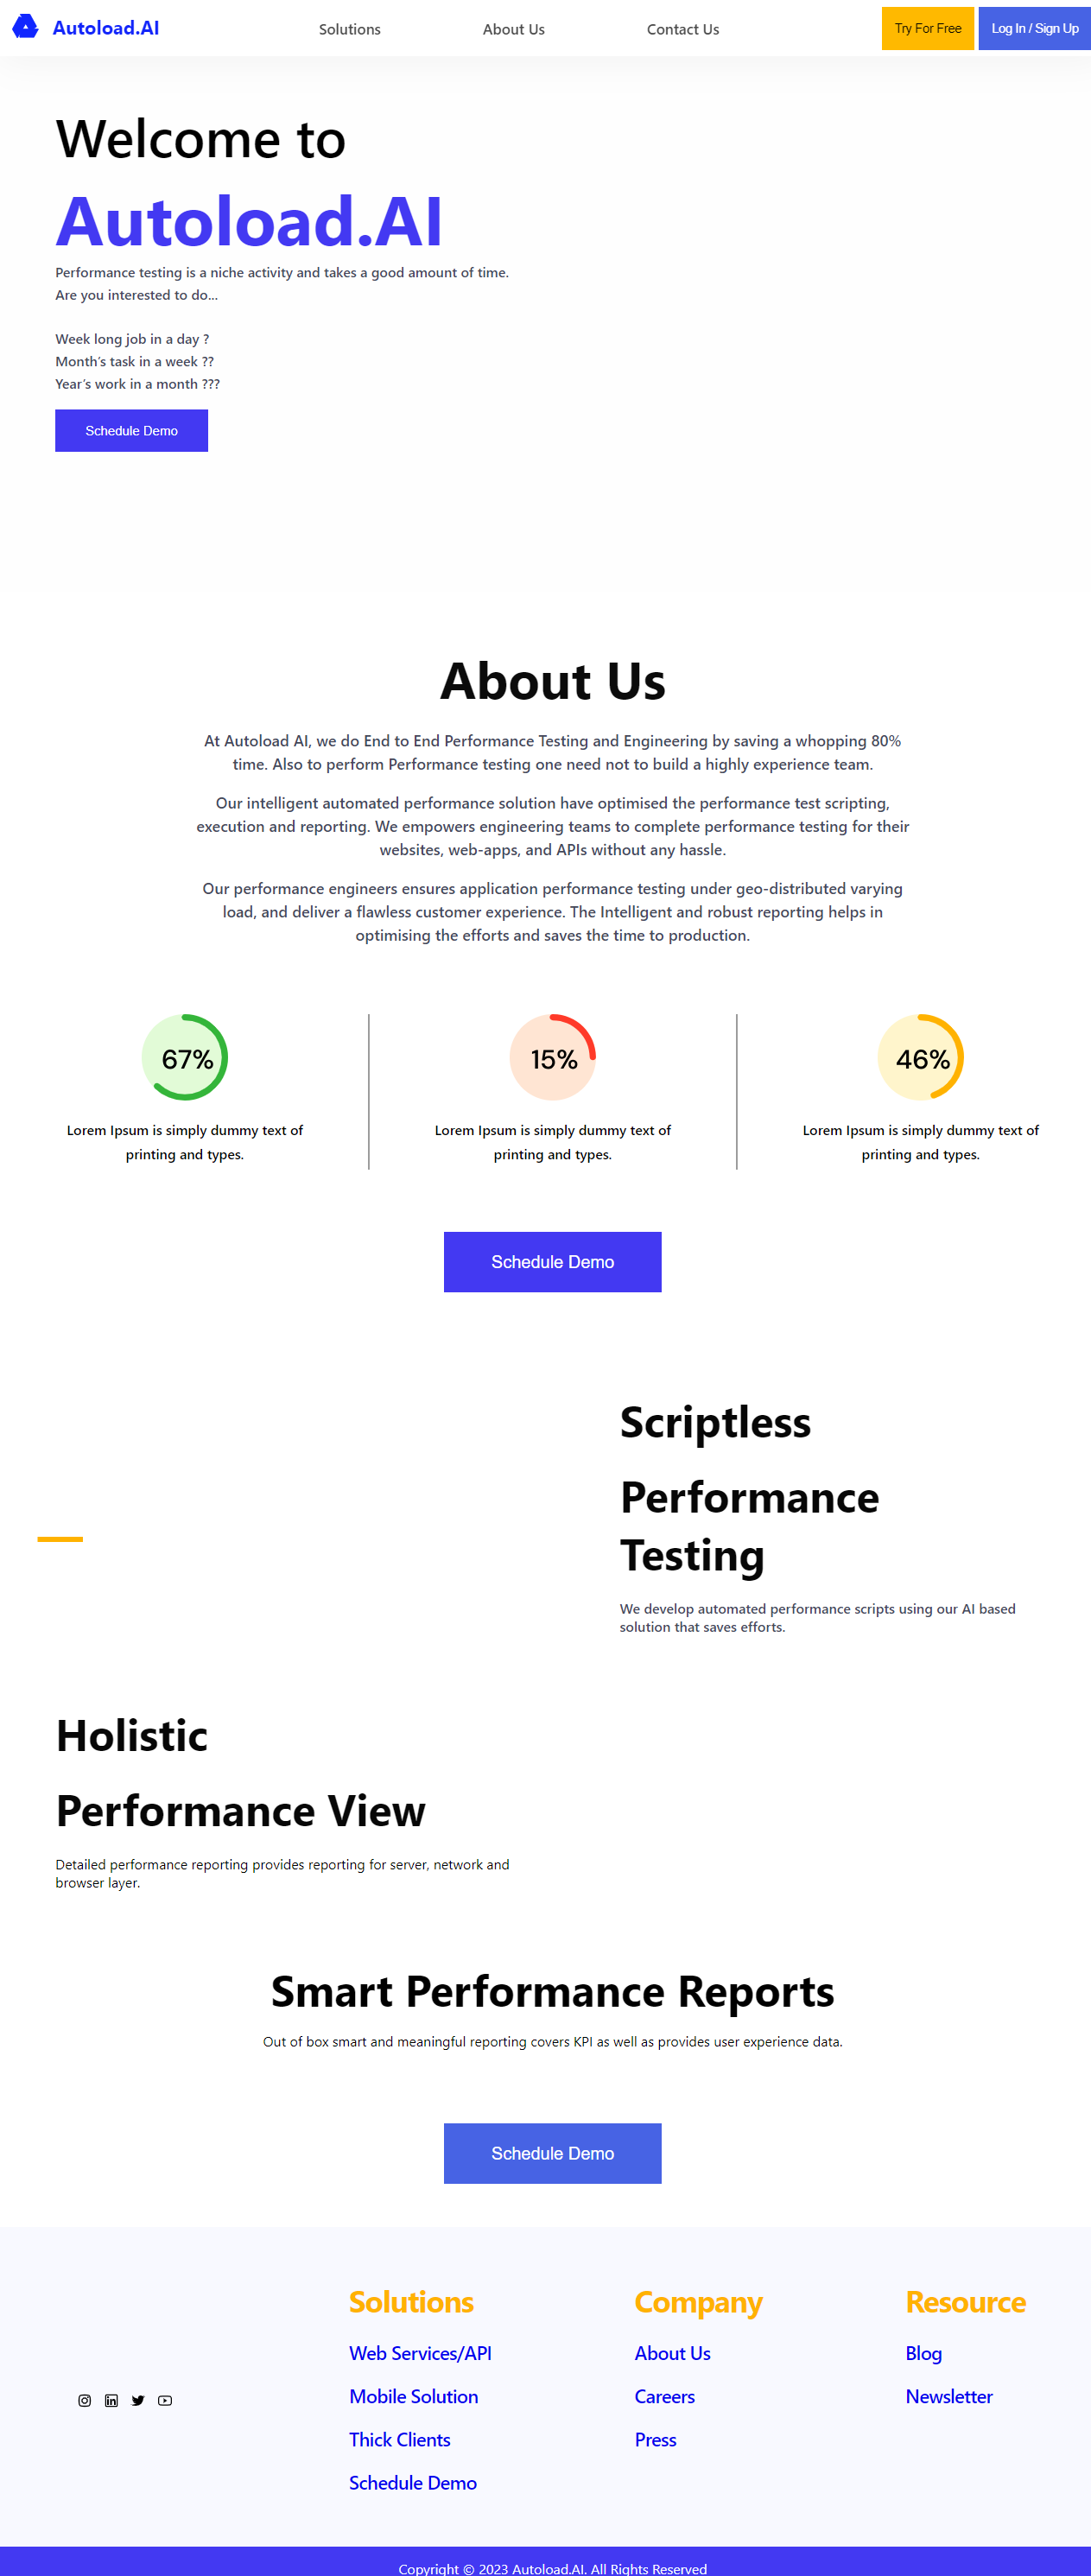 Autoload.AI
Solutions
About Us
Contact Us
Try For Free
Log In / Sign Up
Welcome to
Autoload.AI
Performance testing is a niche activity and takes a good amount of time.
Are you interested to do...
Week long job in a day ?
Month's task in a week ??
Year's work in a month ???
Schedule Demo
About Us
At Autoload AI, we do End to End Performance Testing and Engineering by saving a whopping 80%
time. Also to perform Performance testing one need not to build a highly experience team.
Our intelligent automated performance solution have optimised the performance test scripting,
execution and reporting. We empowers engineering teams to complete performance testing for their
websites, web-apps, and APIs without any hassle.
Our performance engineers ensures application performance testing under geo-distributed varying
load, and deliver a flawless customer experience. The Intelligent and robust reporting helps in
optimising the efforts and saves the time to production.
67%
Lorem Ipsum is simply dummy text of
printing and types.
15%
Lorem Ipsum is simply dummy text of
printing and types.
46%
Lorem Ipsum is simply dummy text of
printing and types.
Schedule Demo
Scriptless
Performance
Testing
We develop automated performance scripts using our AI based
solution that saves efforts.
Holistic
Performance View
Detailed performance reporting provides reporting for server, network and
browser layer.
Smart Performance Reports
Out of box smart and meaningful reporting covers KPI as well as provides user experience data.
Schedule Demo
Solutions
Web Services/API
Mobile Solution
Thick Clients
Schedule Demo
Company
About Us
Careers
Press
Resource
Blog
Newsletter
Copyright © 2023 Autoload.AI. All Rights Reserved